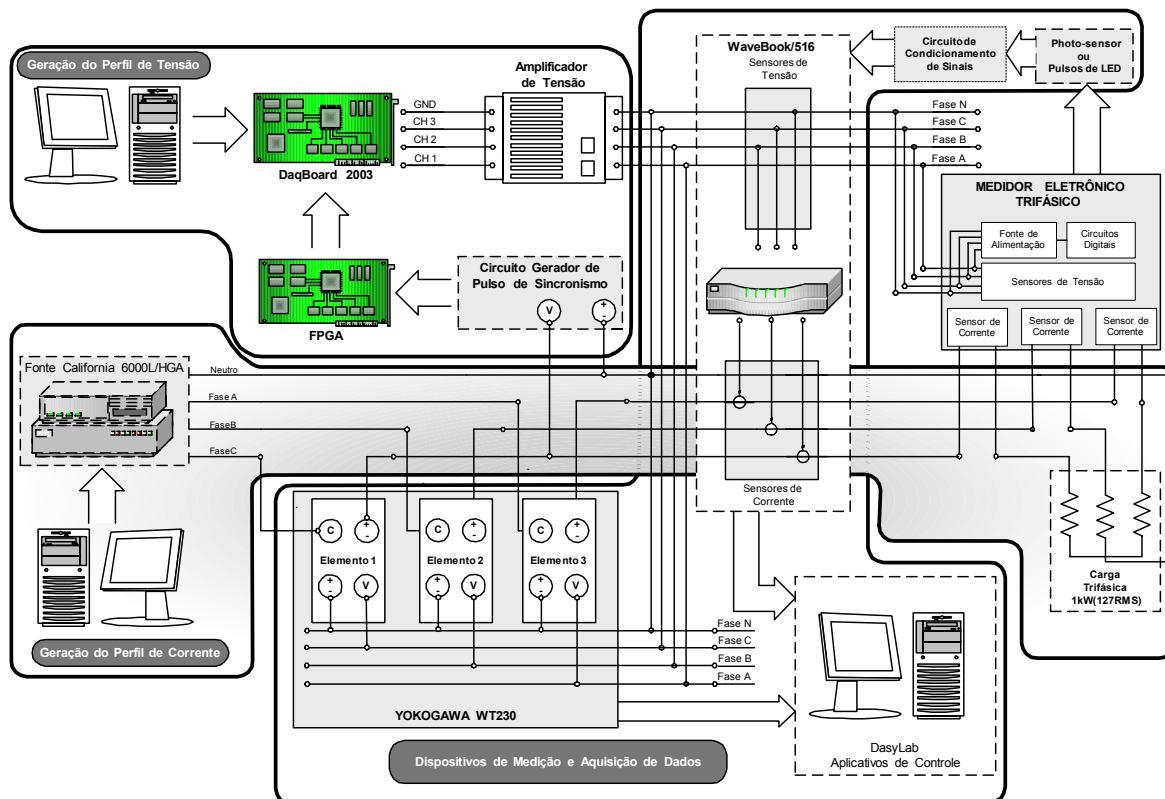 Geração do Perfil de Tensão
DaqBoard 2003
GND
CH 3
CH 2
CH 1
Amplificador
de Tensão
FPGA
Circuito Gerador de
Pulso de Sincronismo
V
+
-
WaveBook/516
Sensores de
Tensão
Circuito de
Condicionamento
de Sinais
Photo-sensor
ou
Pulsos de LED
Fase N
Fase C
Fase B
Fase A
MEDIDOR ELETRÔNICO
TRIFÁSICO
Fonte de
Alimentação
Circuitos
Digitais
Sensores de Tensão
Sensor de
Corrente
Sensor de
Corrente
Sensor de
Corrente
Fonte California 6000L/HGA
Neutro
Fase A
Fase B
Fase C
Geração do Perfil de Corrente
Sensores de
Corrente
C
+
-
Elemento 1
+
-
V
C
+
-
Elemento 2
+
-
V
C
+
-
Elemento 3
+
-
V
Fase N
Fase C
Fase B
Fase A
YOKOGAWA WT230
Dispositivos de Medição e Aquisição de Dados
DasyLab
Aplicativos de Controle
Carga
Trifásica
1kW(127RMS)